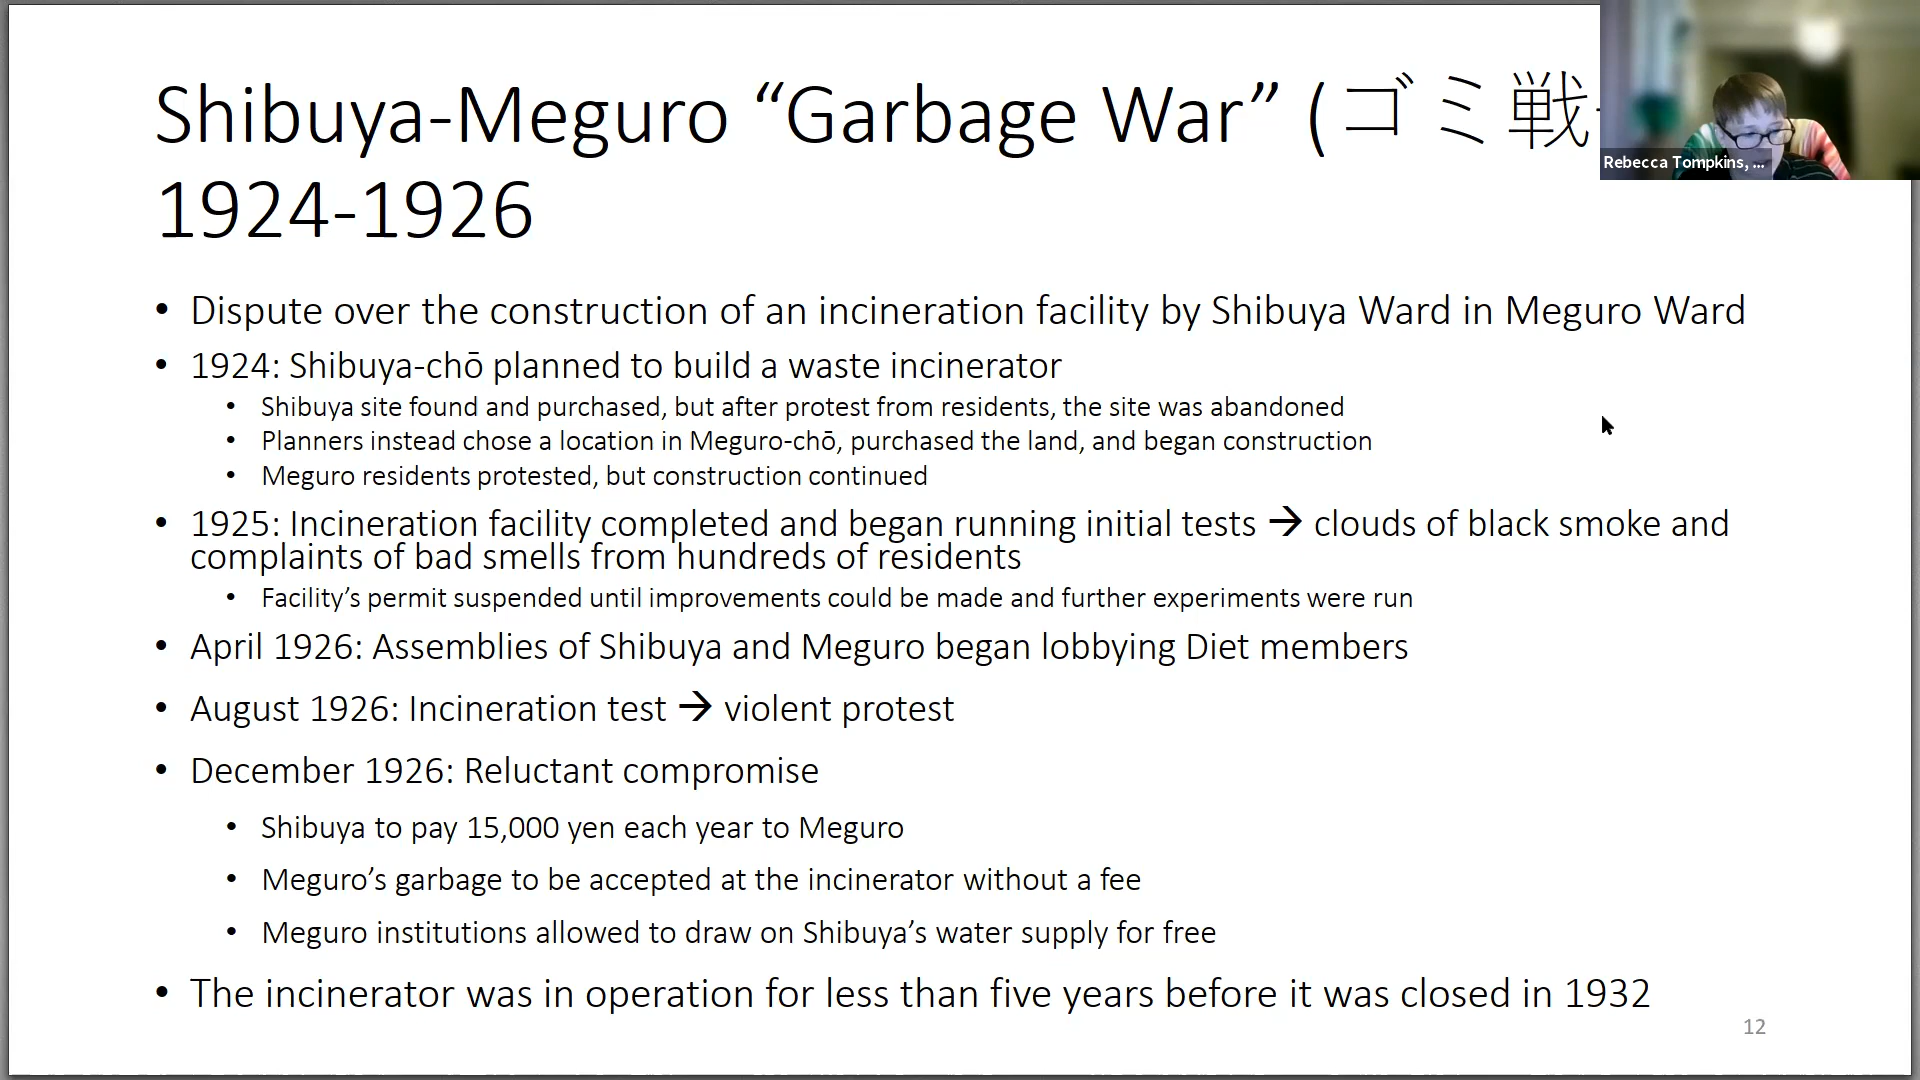 Shibuya-Meguro “Garbage War” (ゴミ戦
1924-1926
• Dispute over the construction of an incineration facility by Shibuya Ward in Meguro Ward
• 1924: Shibuya-chō planned to build a waste incinerator
• Shibuya site found and purchased, but after protest from residents, the site was abandoned
• Planners instead chose a location in Meguro-chō, purchased the land, and began construction
• Meguro residents protested, but construction continued
• 1925: Incineration facility completed and began running initial tests → clouds of black smoke and
complaints of bad smells from hundreds of residents
• Facility’s permit suspended until improvements could be made and further experiments were run
• April 1926: Assemblies of Shibuya and Meguro began lobbying Diet members
• August 1926: Incineration test → violent protest
• December 1926: Reluctant compromise
• Shibuya to pay 15,000 yen each year to Meguro
• Meguro’s garbage to be accepted at the incinerator without a fee
• Meguro institutions allowed to draw on Shibuya’s water supply for free
• The incinerator was in operation for less than five years before it was closed in 1932
12
Rebecca Tompkins, ...